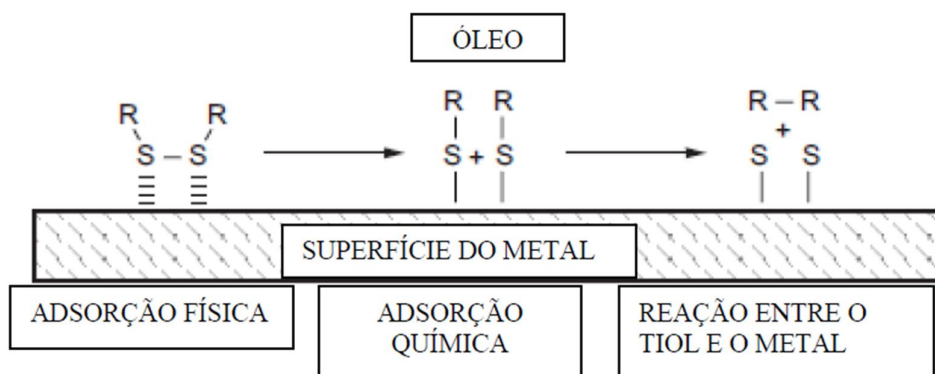 ÓLEO
R R
S – S
R R
S + S
R – R
+
S S
SUPERFÍCIE DO METAL
ADSORÇÃO FÍSICA
ADSORÇÃO
QUÍMICA
REAÇÃO ENTRE O
TIOL E O METAL